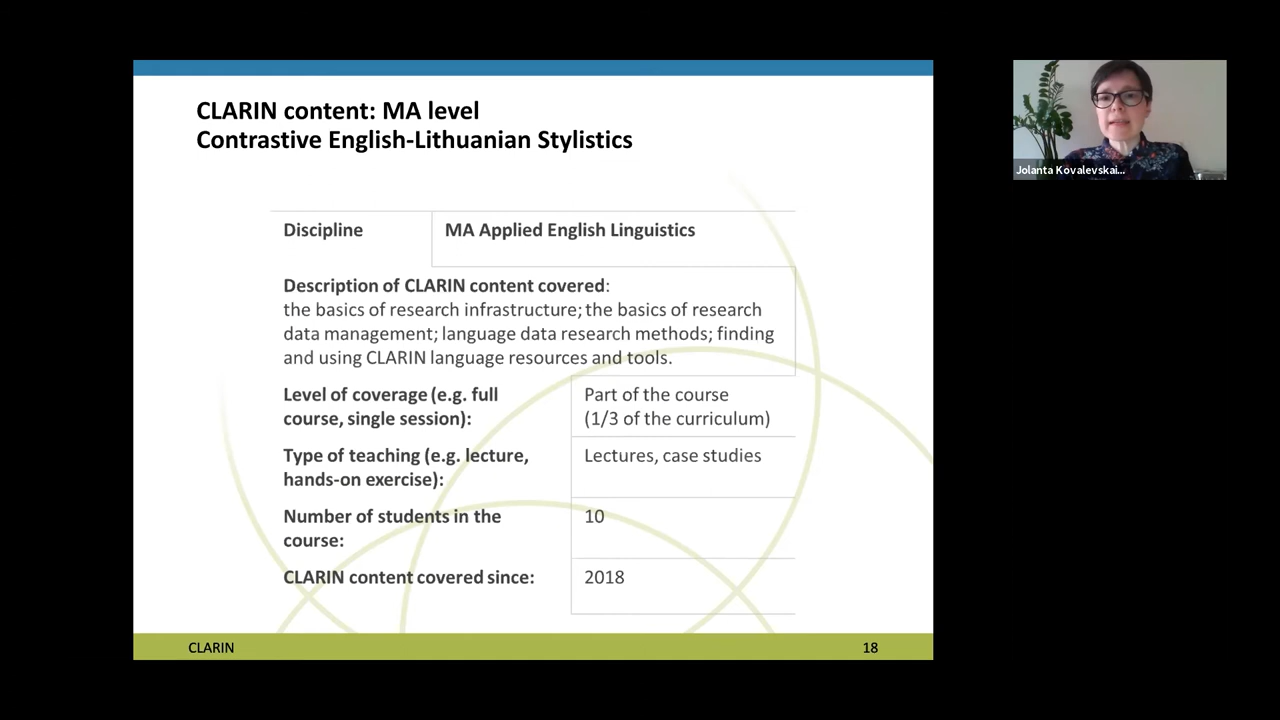 CLARIN content: MA level
Contrastive English-Lithuanian Stylistics
Jolanta Kovalevskai...
Discipline
MA Applied English Linguistics
Description of CLARIN content covered:
the basics of research infrastructure; the basics of research
data management; language data research methods; finding
and using CLARIN language resources and tools.
Level of coverage (e.g. full
course, single session):
Part of the course
(1/3 of the curriculum)
Type of teaching (e.g. lecture,
hands-on exercise):
Lectures, case studies
Number of students in the
course:
10
CLARIN content covered since:
2018
CLARIN
18